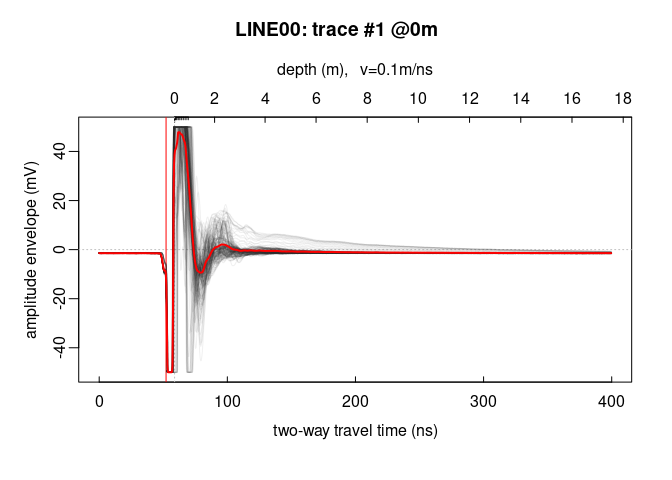 LINE00: trace #1 @0m
depth (m), v=0.1m/ns
0 2 4 6 8 10 12 14 16 18
amplitude envelope (mV)
40
20
0
-20
-40
0 100 200 300 400
two-way travel time (ns)